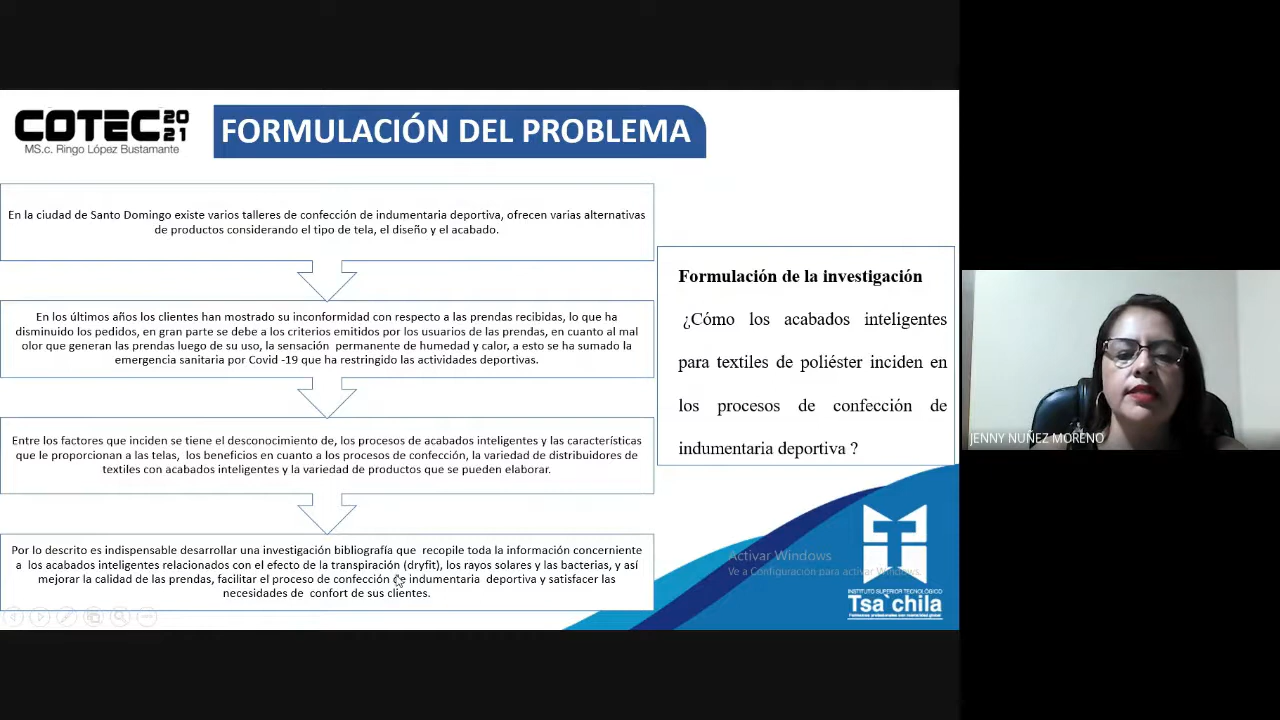 COTEC 20 21
MS.c. Ringo López Bustamante
FORMULACIÓN DEL PROBLEMA
En la ciudad de Santo Domingo existe varios talleres de confección de indumentaria deportiva, ofrecen varias alternativas
de productos considerando el tipo de tela, el diseño y el acabado.
En los últimos años los clientes han mostrado su inconformidad con respecto a las prendas recibidas, lo que ha
disminuido los pedidos, en gran parte se debe a los criterios emitidos por los usuarios de las prendas, en cuanto al mal
olor que generan las prendas luego de su uso, la sensación permanente de humedad y calor, a esto se ha sumado la
emergencia sanitaria por Covid -19 que ha restringido las actividades deportivas.
Entre los factores que inciden se tiene el desconocimiento de, los procesos de acabados inteligentes y las características
que le proporcionan a las telas, los beneficios en cuanto a los procesos de confección, la variedad de distribuidores de
textiles con acabados inteligentes y la variedad de productos que se pueden elaborar.
Por lo descrito es indispensable desarrollar una investigación bibliografía que recopile toda la información concerniente
a los acabados inteligentes relacionados con el efecto de la transpiración (dryfit), los rayos solares y las bacterias, y así
mejorar la calidad de las prendas, facilitar el proceso de confección de indumentaria deportiva y satisfacer las
necesidades de confort de sus clientes.
Formulación de la investigación
¿Cómo los acabados inteligentes
para textiles de poliéster inciden en
los procesos de confección de
indumentaria deportiva ?
Activar Windows
Ve a Configuración para activar Windows.
INSTITUTO SUPERIOR TECNOLÓGICO
Tsa`chila
JENNY NUÑEZ MORENO